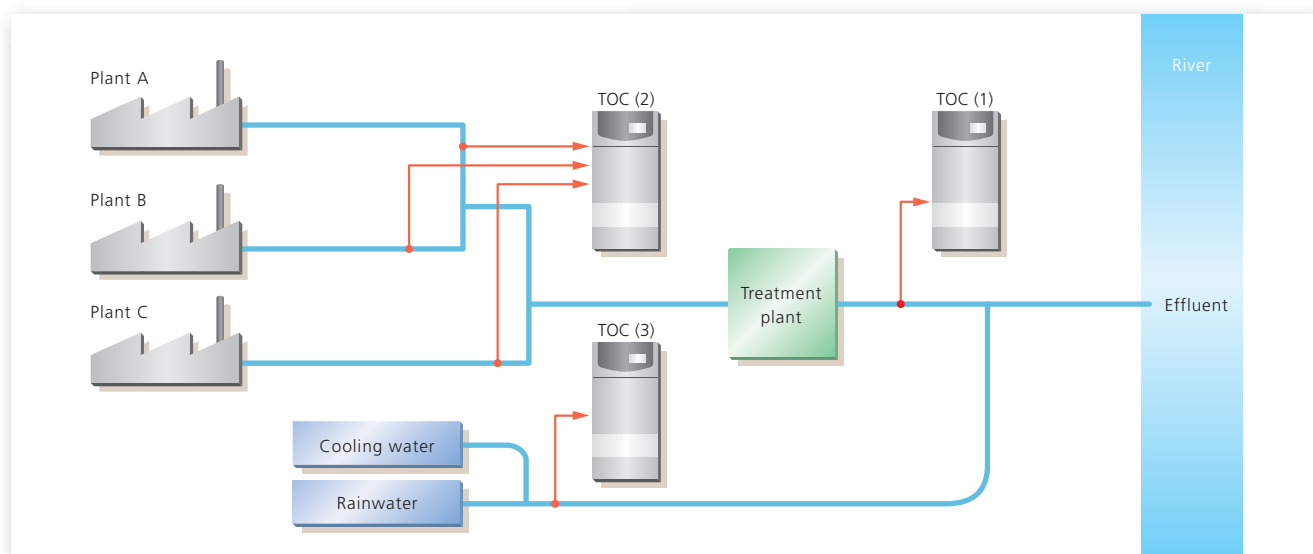 Plant A
Plant B
Plant C
TOC (2)
TOC (1)
TOC (3)
Treatment
plant
Cooling water
Rainwater
River
Effluent